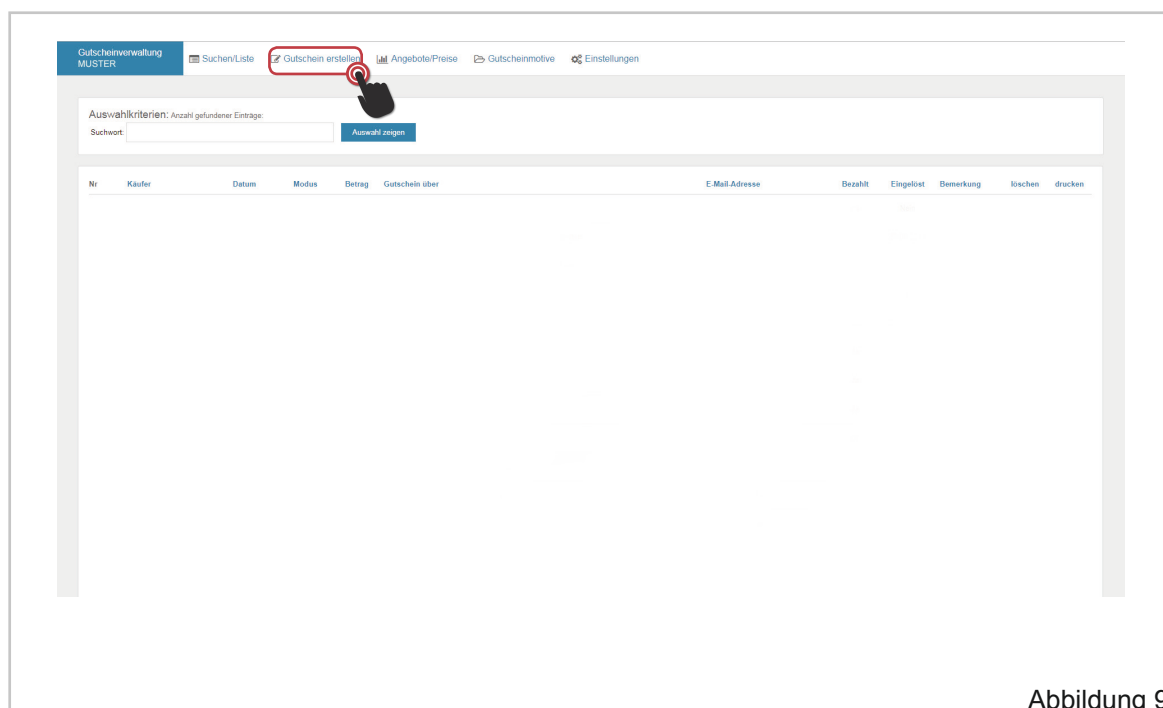 Gutscheinverwaltung
MUSTER
Suchen/Liste Gutschein erstellen Angebote/Preise Gutscheinmotive Einstellungen
Auswahlkriterien: Anzahl gefundener Einträge:
Suchwort: Auswahl zeigen
Nr Käufer Datum Modus Betrag Gutschein über E-Mail-Adresse Bezahlt Eingelöst Bemerkung löschen drucken
Abbildung 9